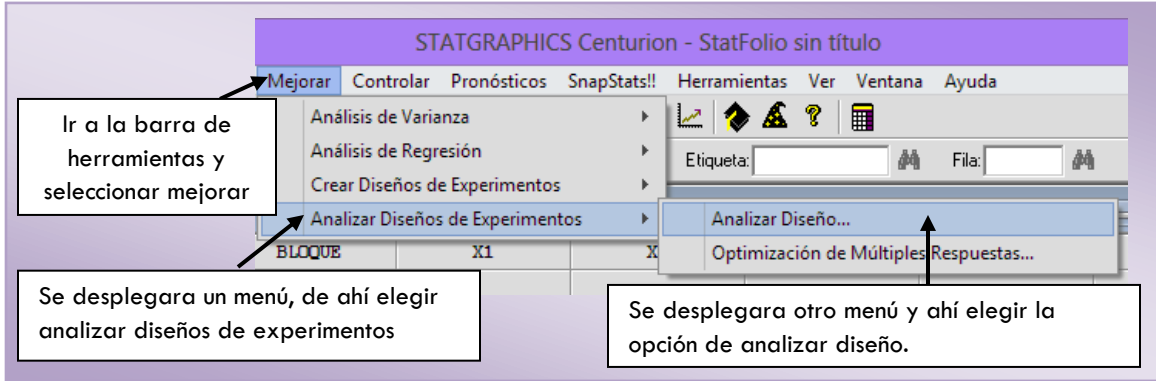 STATGRAPHICS Centurion - StatFolio sin título
Mejorar Controlar Pronósticos SnapStats!! Herramientas Ver Ventana Ayuda
Ir a la barra de
herramientas y
seleccionar mejorar
Análisis de Varianza
Análisis de Regresión
Crear Diseños de Experimentos
Analizar Diseños de Experimentos
Etiqueta: Fila:
Analizar Diseño...
Optimización de Múltiples Respuestas...
BLOQUE X1 X
Se desplegara un menú, de ahí elegir
analizar diseños de experimentos
Se desplegara otro menú y ahí elegir la
opción de analizar diseño.